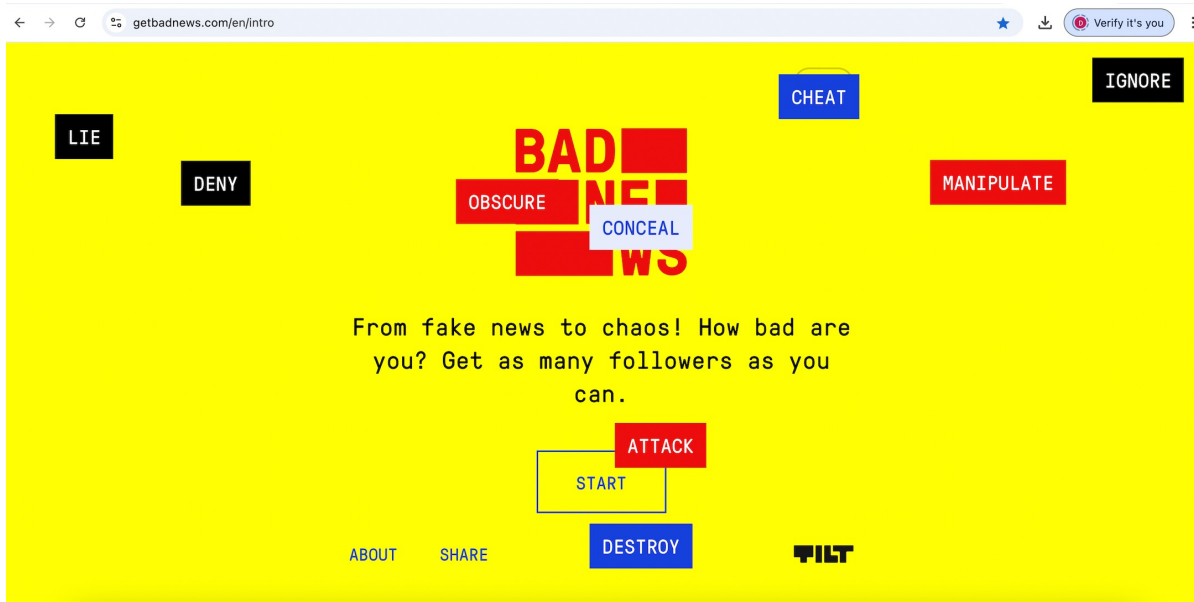 getbadnews.com/en/intro
Verify it's you
IGNORE
CHEAT
LIE
BAD
DENY
MANIPULATE
OBSCURE
NE
CONCEAL
WS
From fake news to chaos! How bad are
you? Get as many followers as you
can.
ATTACK
START
DESTROY
ABOUT
SHARE
TILT